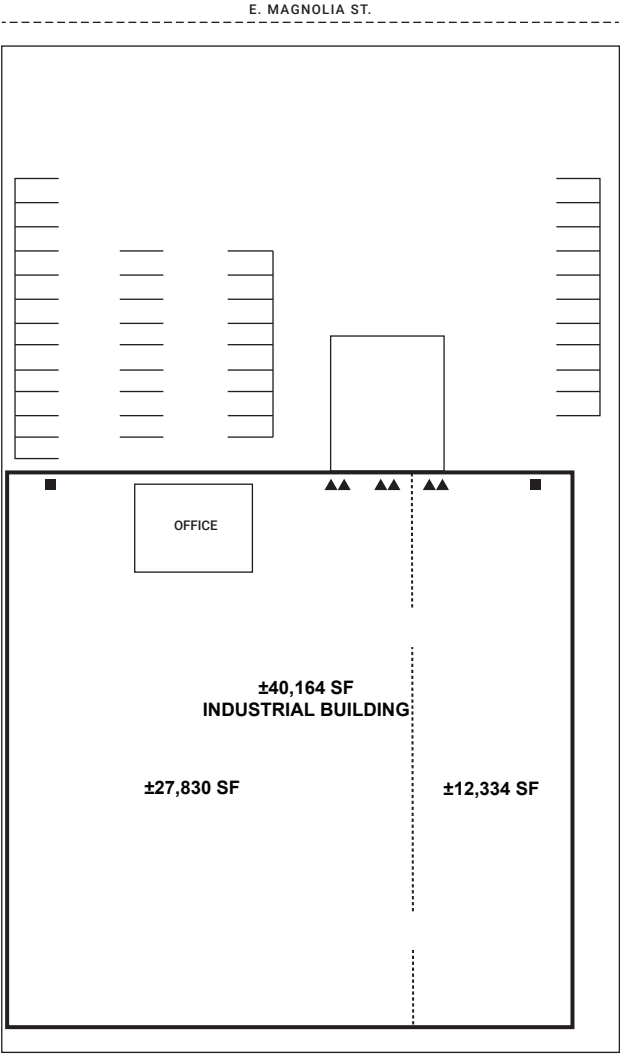 E. MAGNOLIA ST.
OFFICE
±40,164 SF
INDUSTRIAL BUILDING
±27,830 SF
±12,334 SF